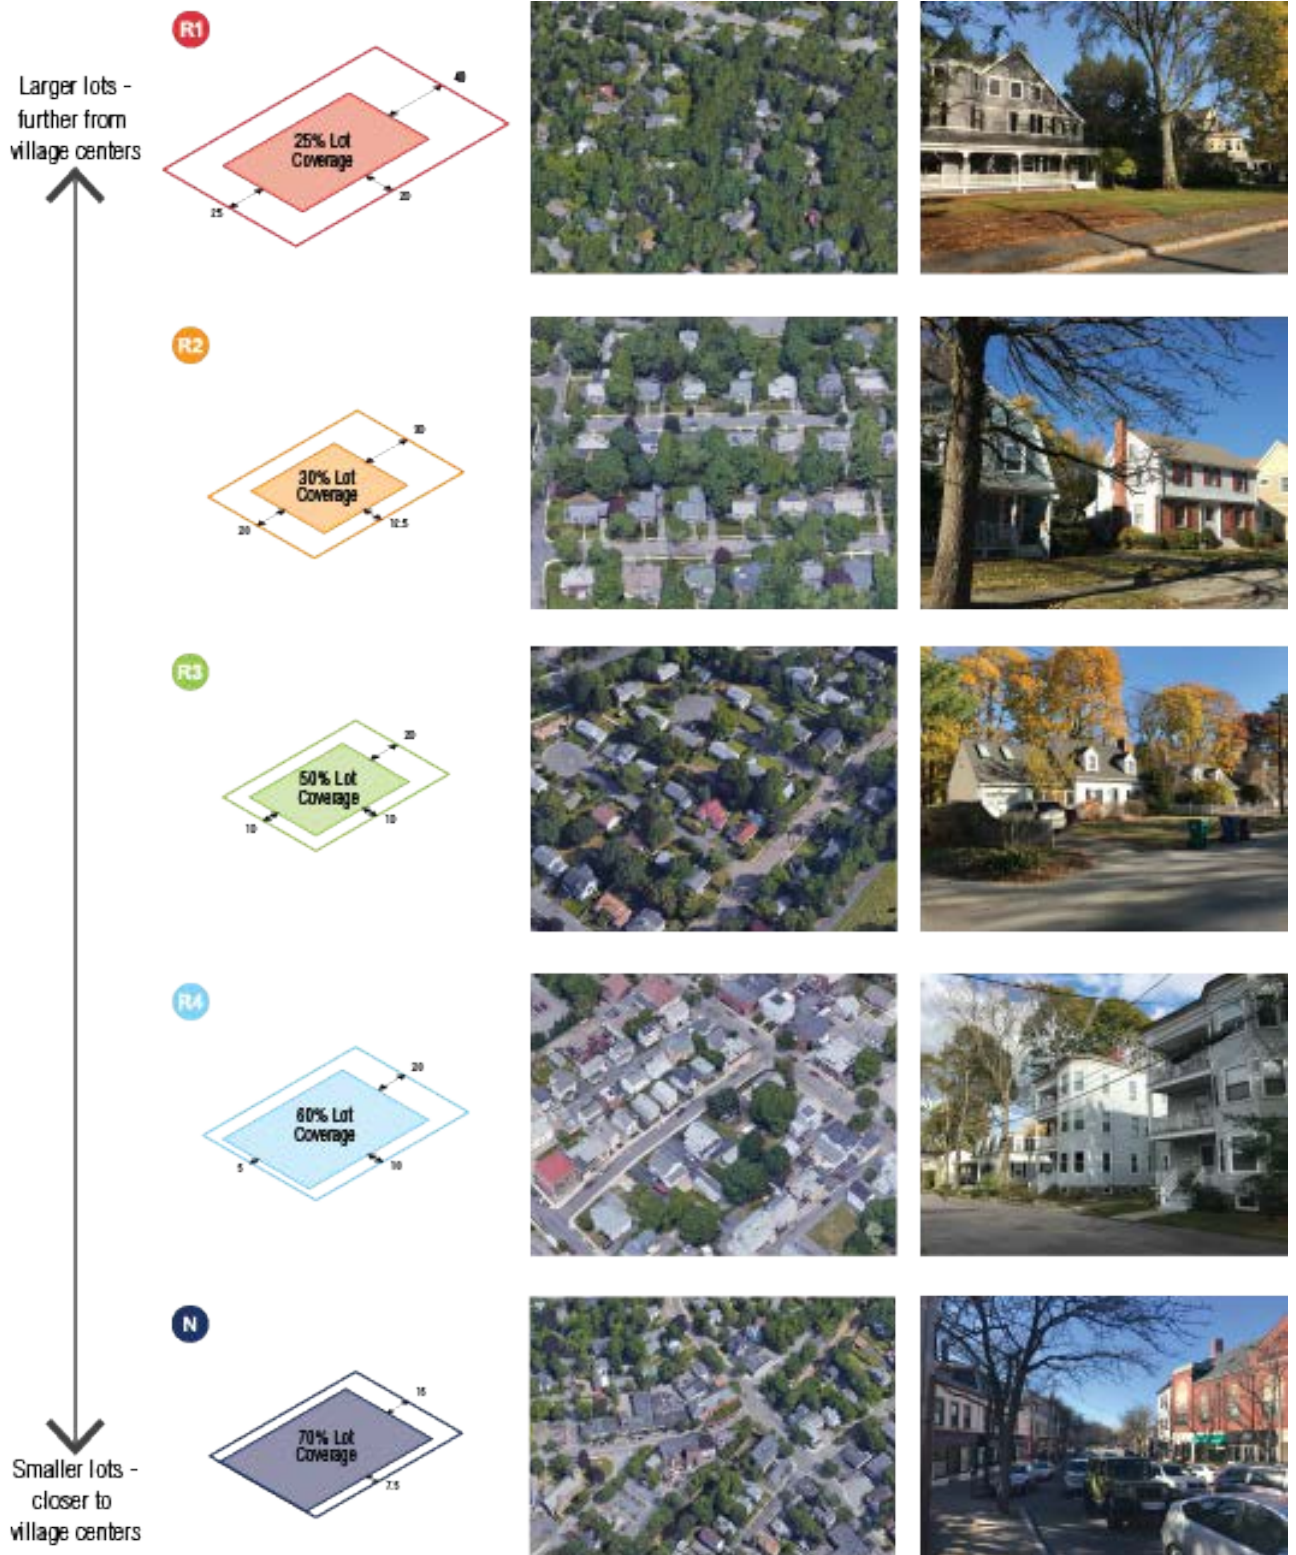 R1
Larger lots -
further from
village centers
40
25% Lot
Coverage
20
25
R2
30
30% Lot
Coverage
20
12.5
R3
20
50% Lot
Coverage
10
10
R4
20
60% Lot
Coverage
5
10
N
15
70% Lot
Coverage
7.5
Smaller lots -
closer to
village centers